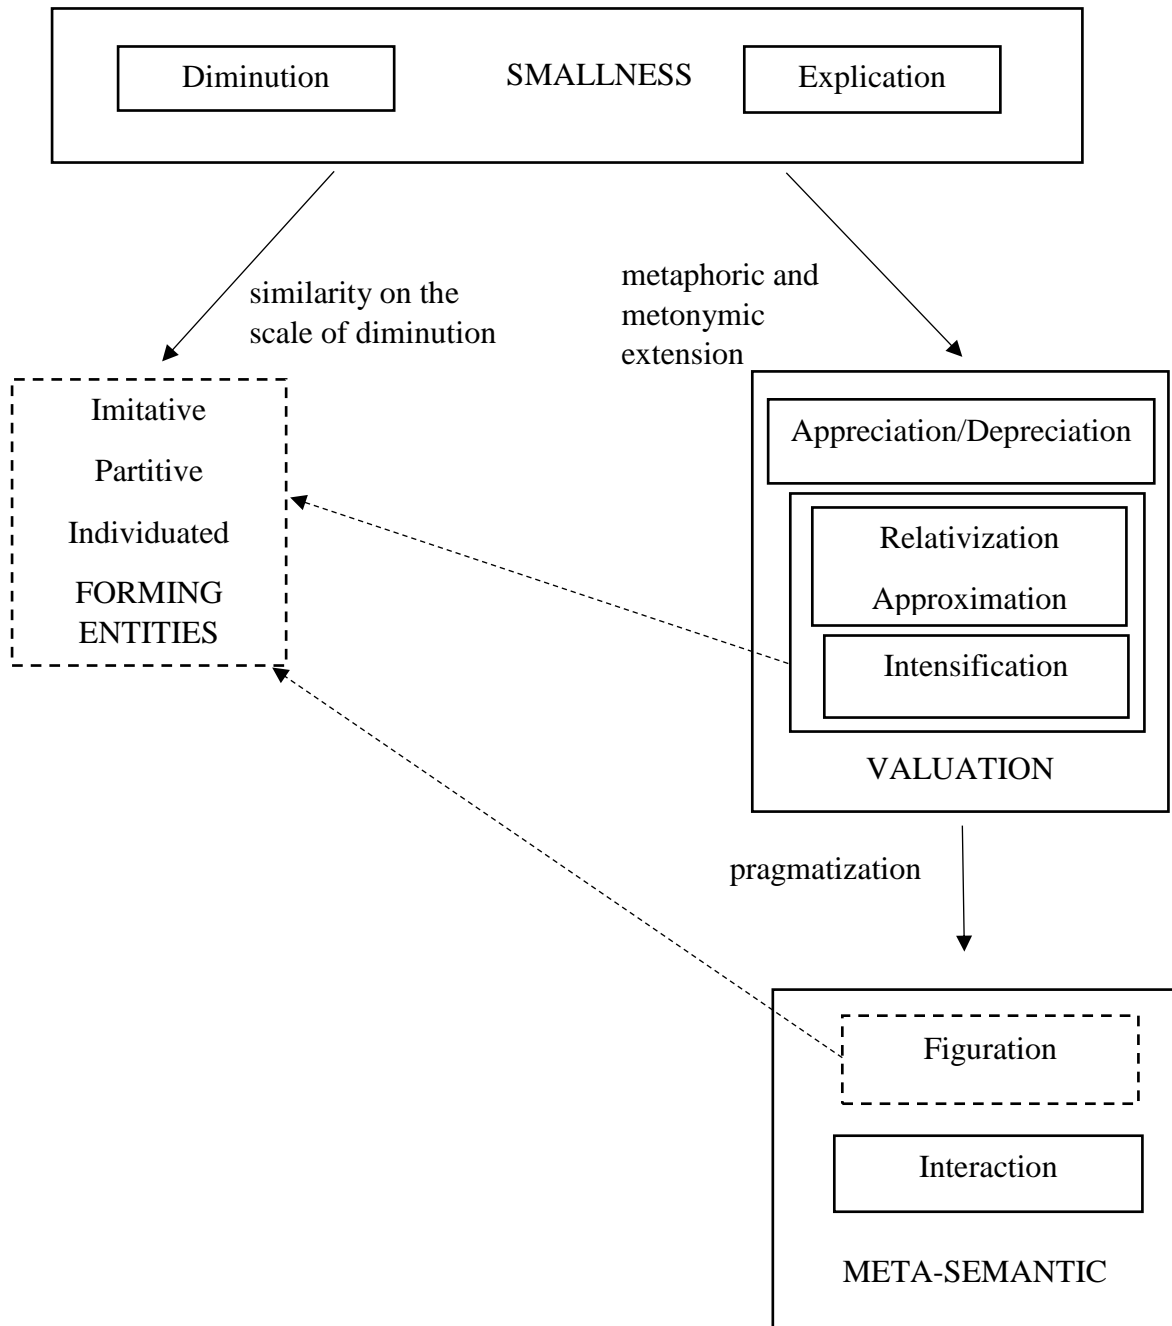 Diminution
SMALLNESS
Explication
similarity on the
scale of diminution
metaphoric and
metonymic
extension
Imitative
Partitive
Individuated
FORMING
ENTITIES
Appreciation/Depreciation
Relativization
Approximation
Intensification
VALUATION
pragmatization
Figuration
Interaction
META-SEMANTIC